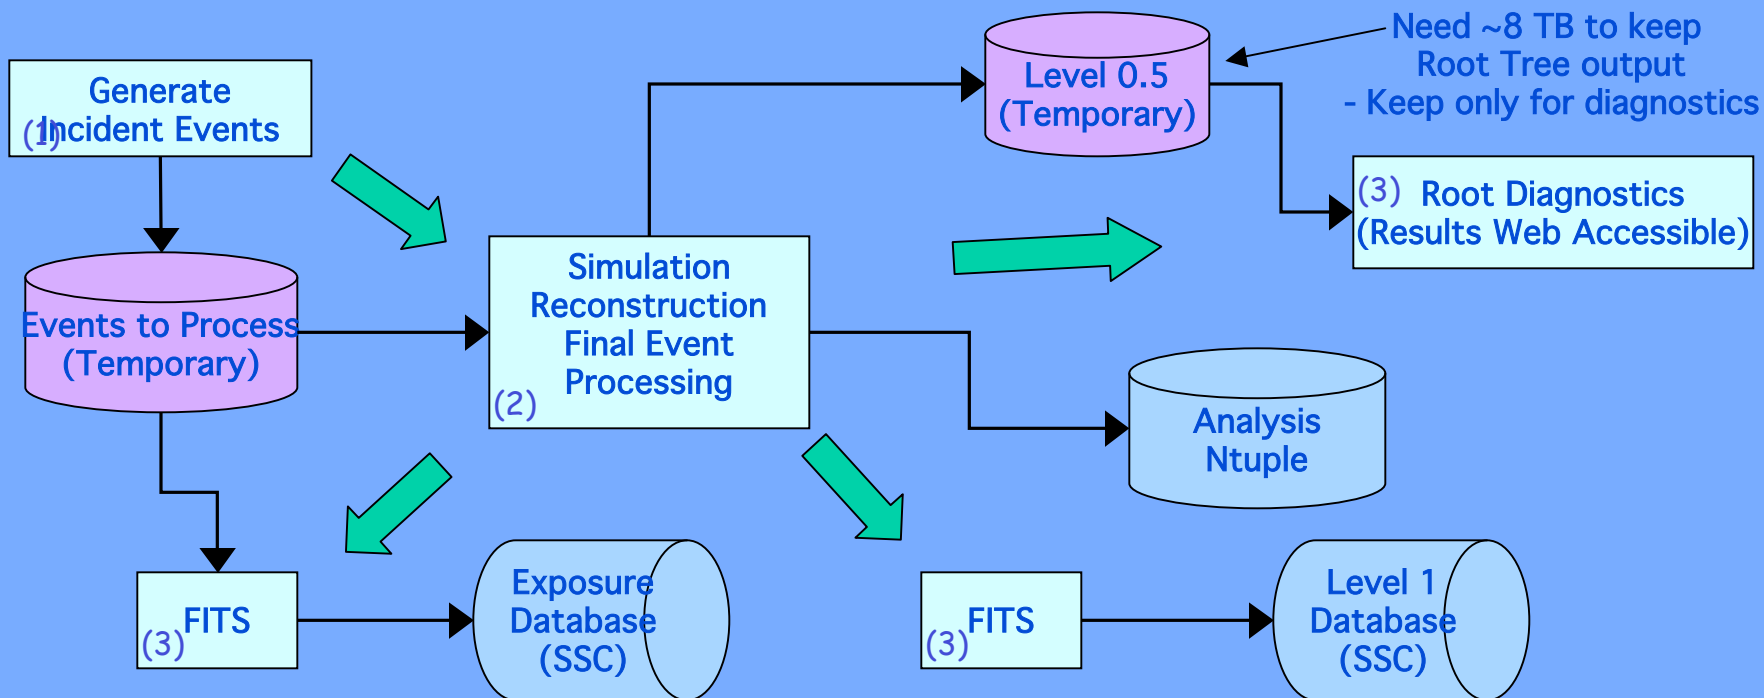 Generate
Incident Events
(1)
Events to Process
(Temporary)
FITS
(3)
Exposure
Database
(SSC)
Simulation
Reconstruction
Final Event
Processing
(2)
Level 0.5
(Temporary)
Need ~8 TB to keep
Root Tree output
- Keep only for diagnostics
(3) Root Diagnostics
(Results Web Accessible)
Analysis
Ntuple
FITS
(3)
Level 1
Database
(SSC)